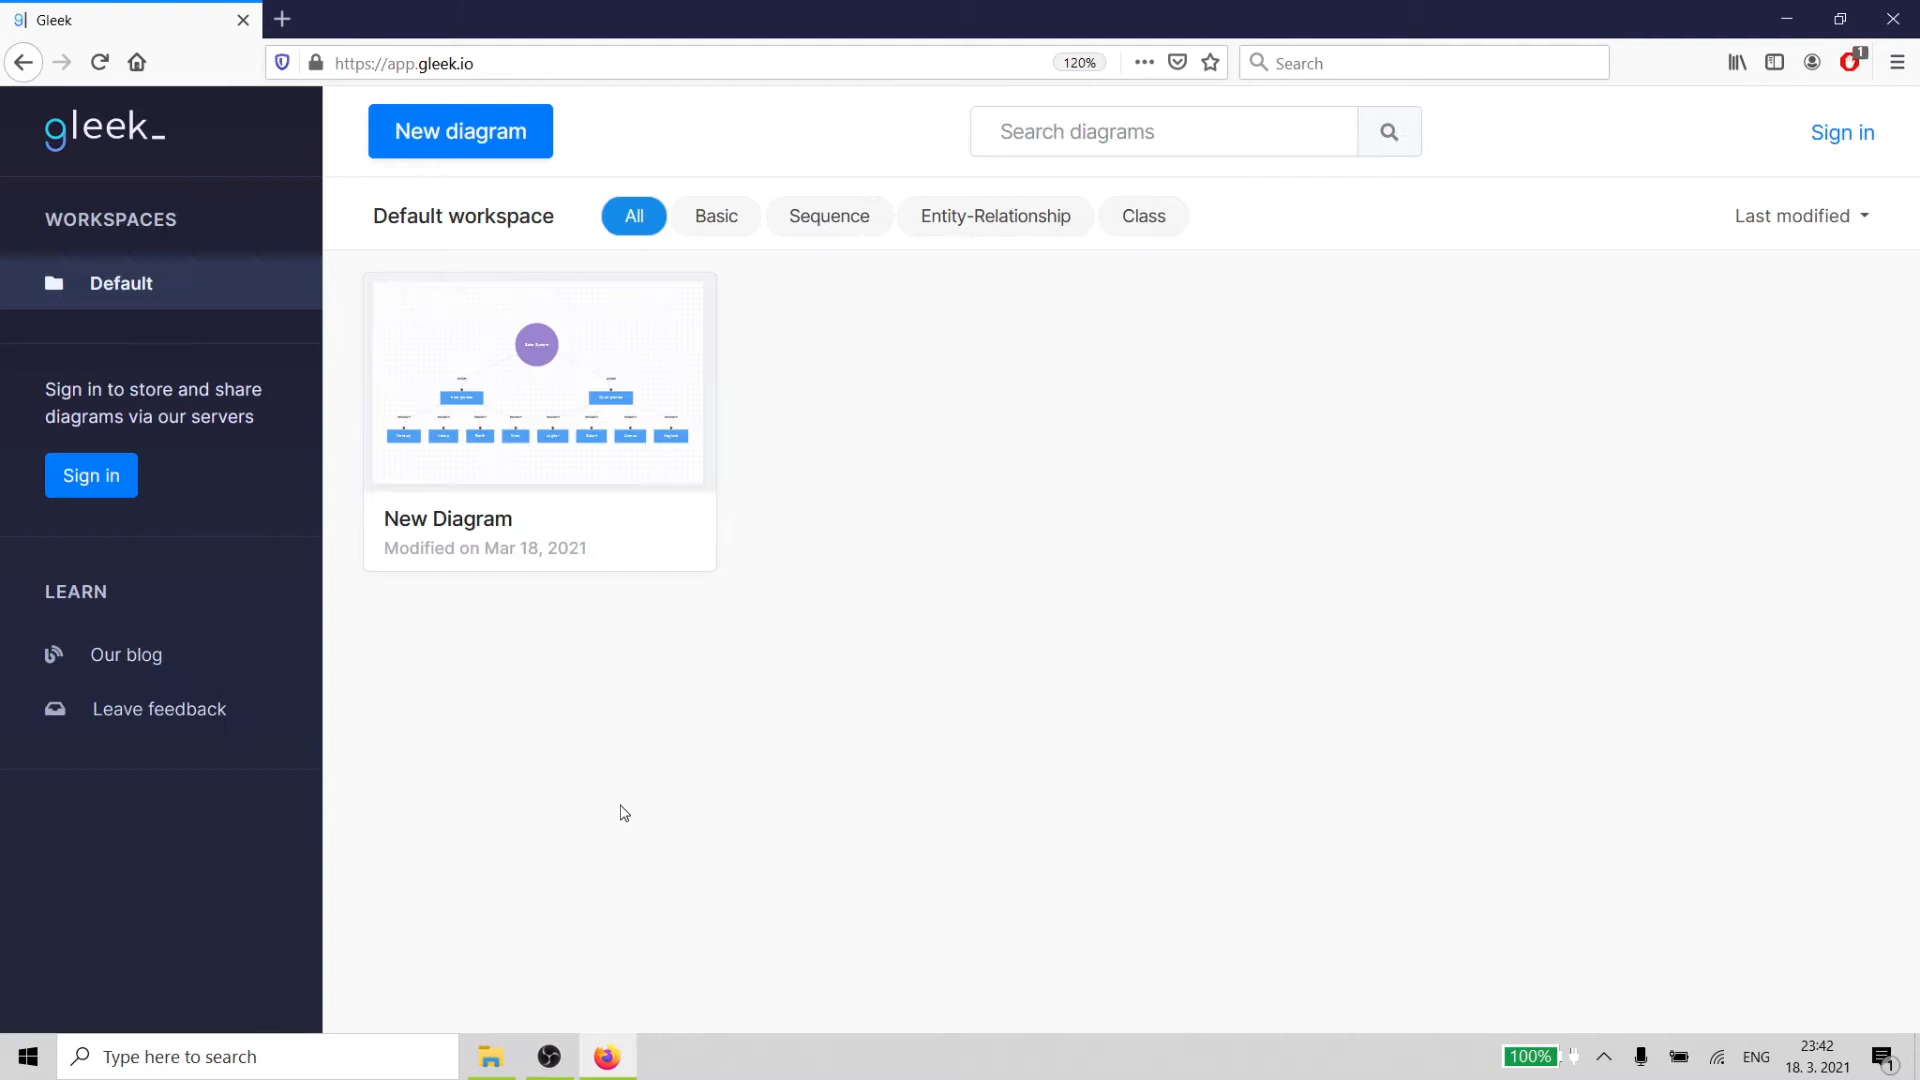 g| Gleek
https://app.gleek.io
120%
Search
1
gleek_
New diagram
Search diagrams
Sign in
WORKSPACES
Default workspace
All
Basic
Sequence
Entity-Relationship
Class
Last modified
Default
Sign in to store and share
diagrams via our servers
Sign in
New Diagram
Modified on Mar 18, 2021
LEARN
Our blog
Leave feedback
Type here to search
100%
ENG
23:42
18. 3. 2021
1